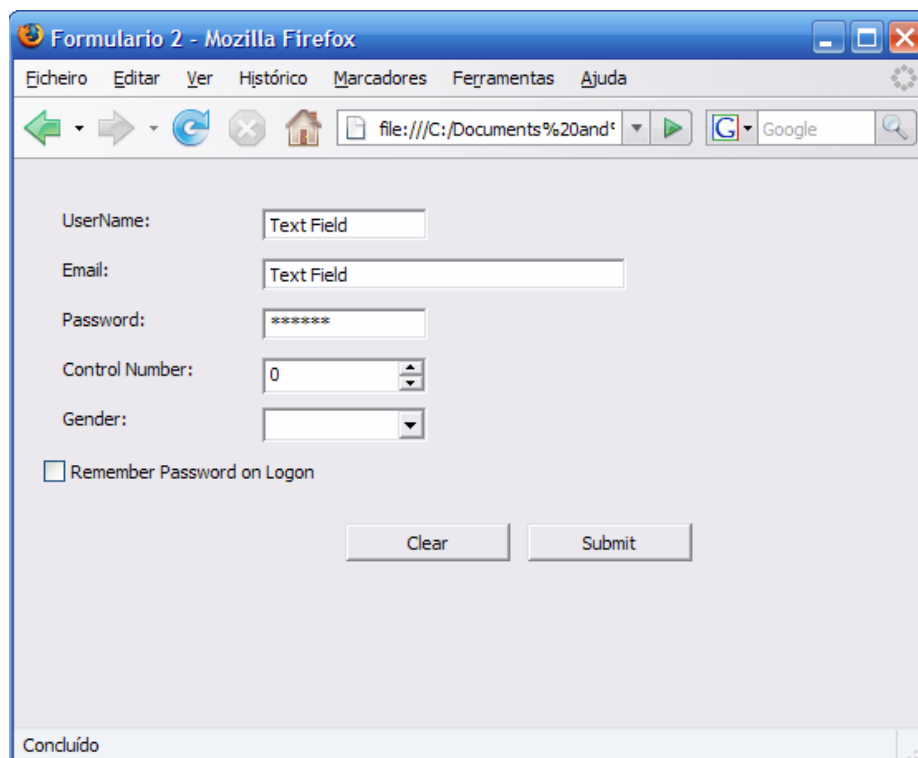 Formulario 2 - Mozilla Firefox
Ficheiro Editar Ver Histórico Marcadores Ferramentas Ajuda
file:///C:/Documents%20and% G Google
UserName: Text Field
Email: Text Field
Password: ******
Control Number: 0
Gender:
Remember Password on Logon
Clear Submit
Concluído